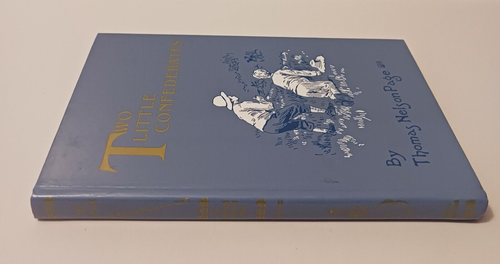 TWO
LITTLE
CONFEDERATES
By
Thomas Nelson Page